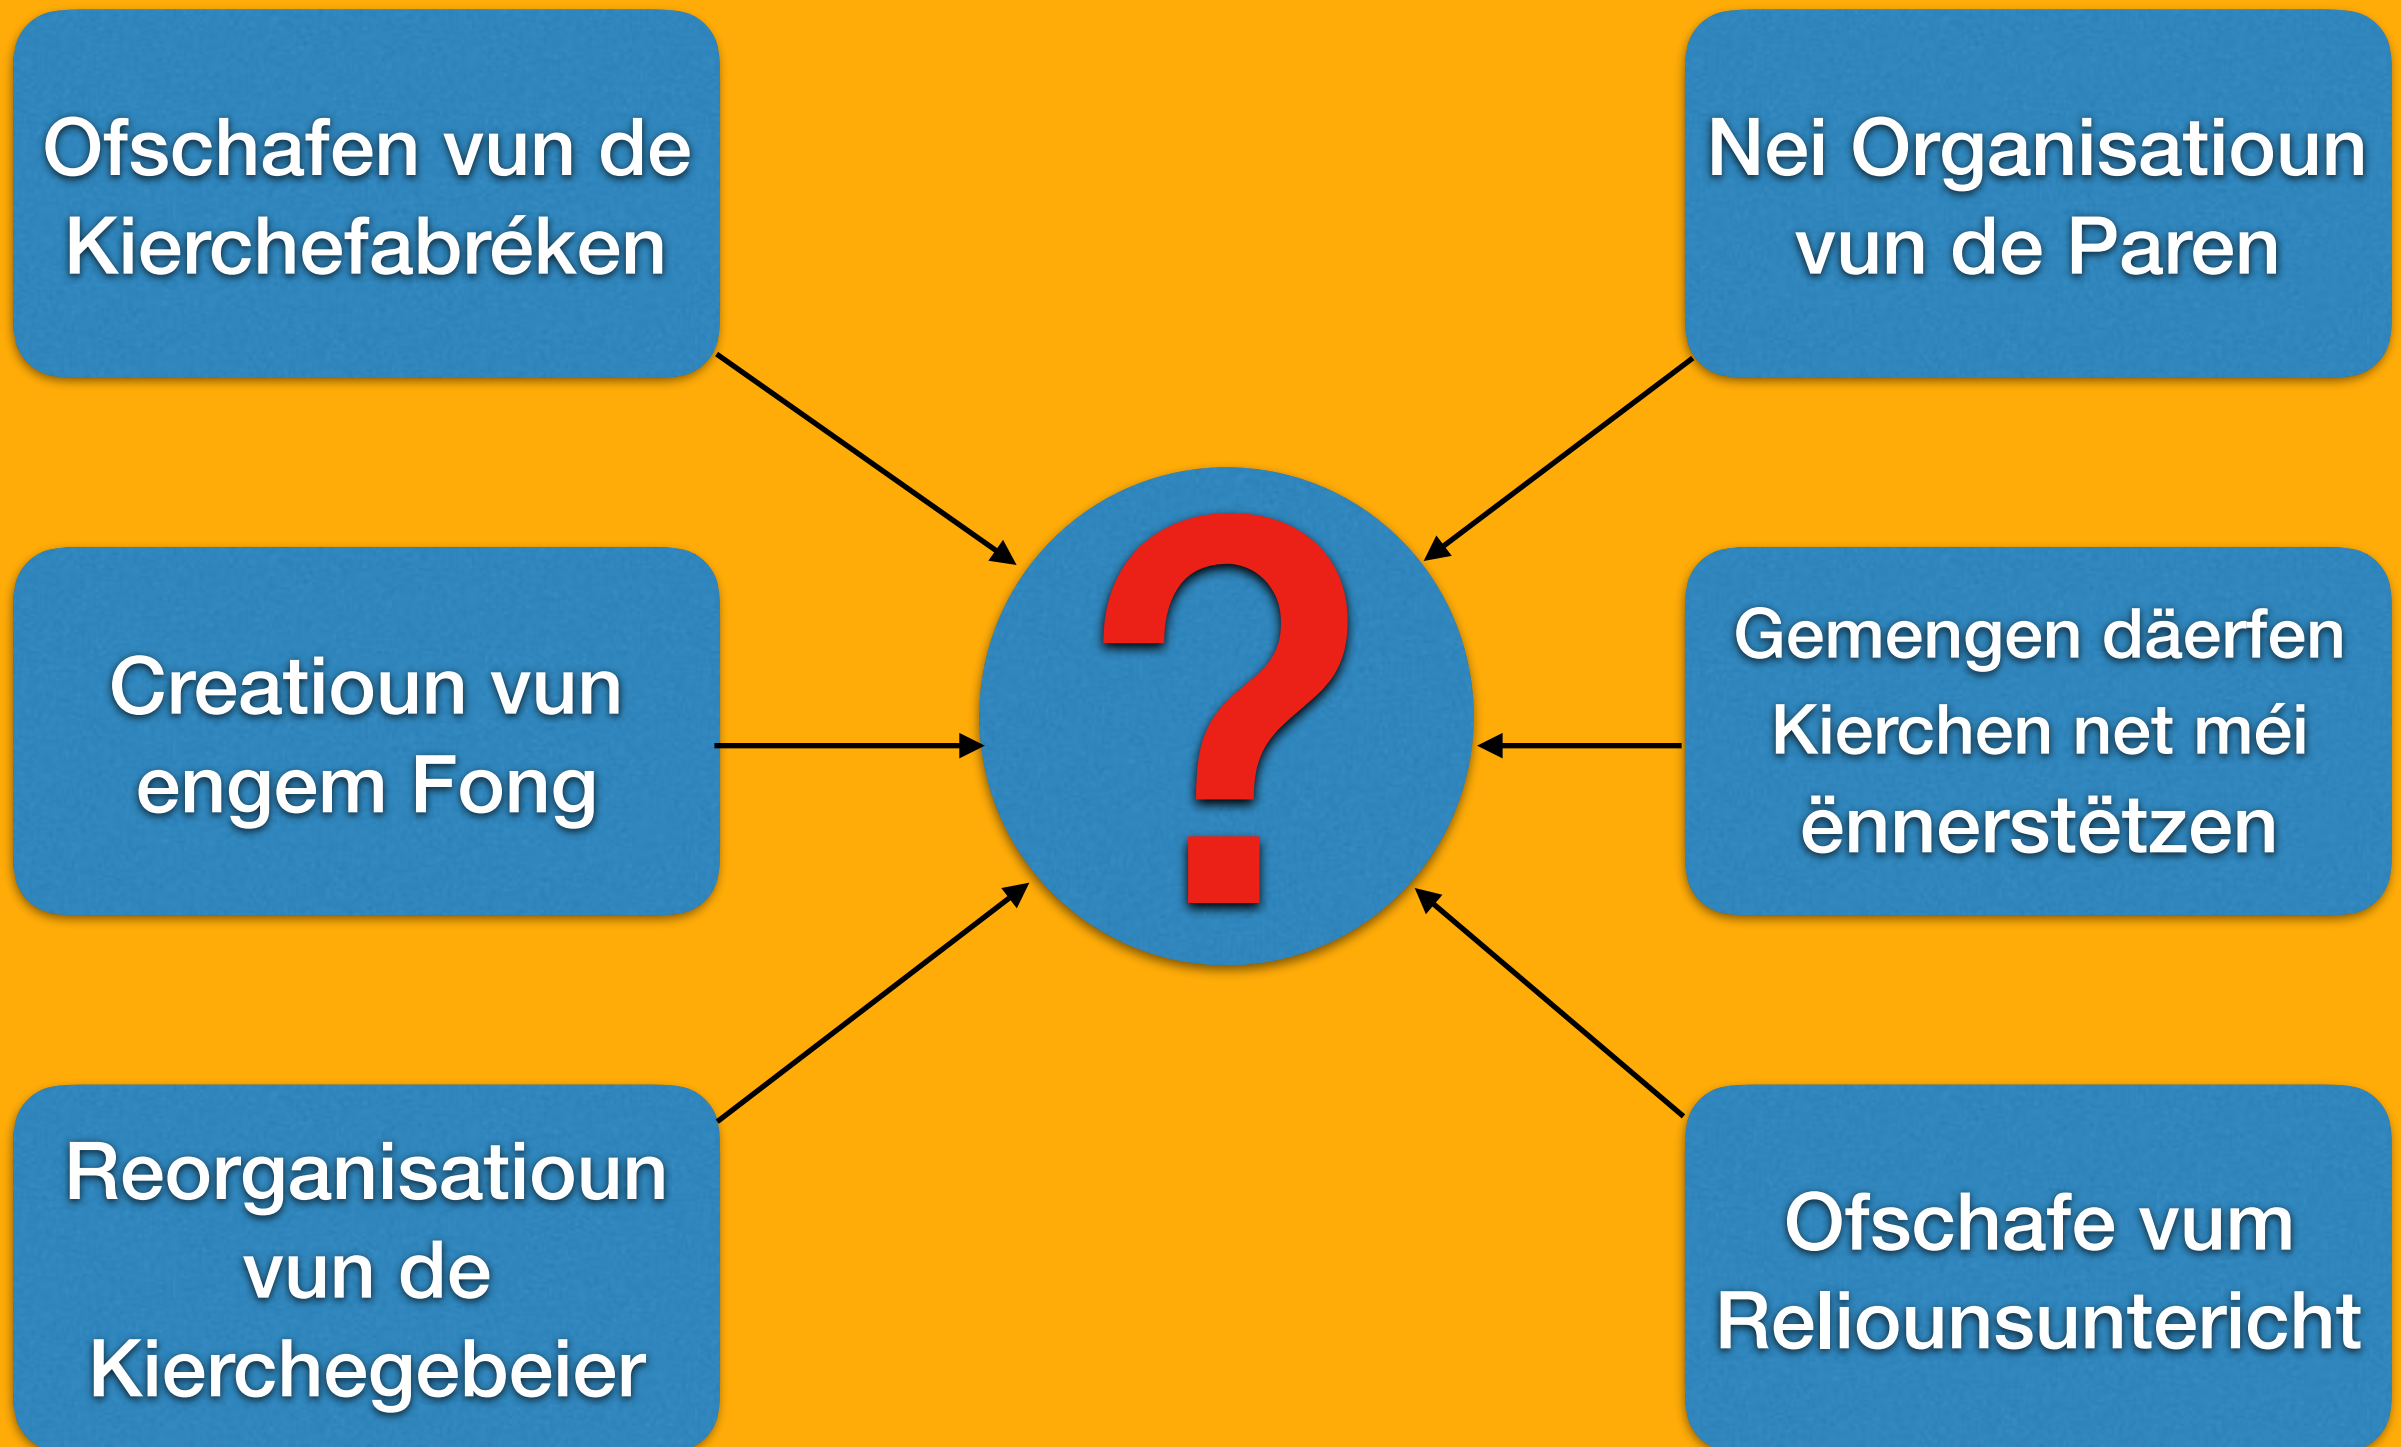 Ofschafen vun de
Kierchefabréken
Nei Organisatioun
vun de Paren
Creatioun vun
engem Fong
?
Gemengen däerfen
Kierchen net méi
ënnerstëtzen
Reorganisatioun
vun de
Kierchegebeier
Ofschafe vum
Reliounsuntericht